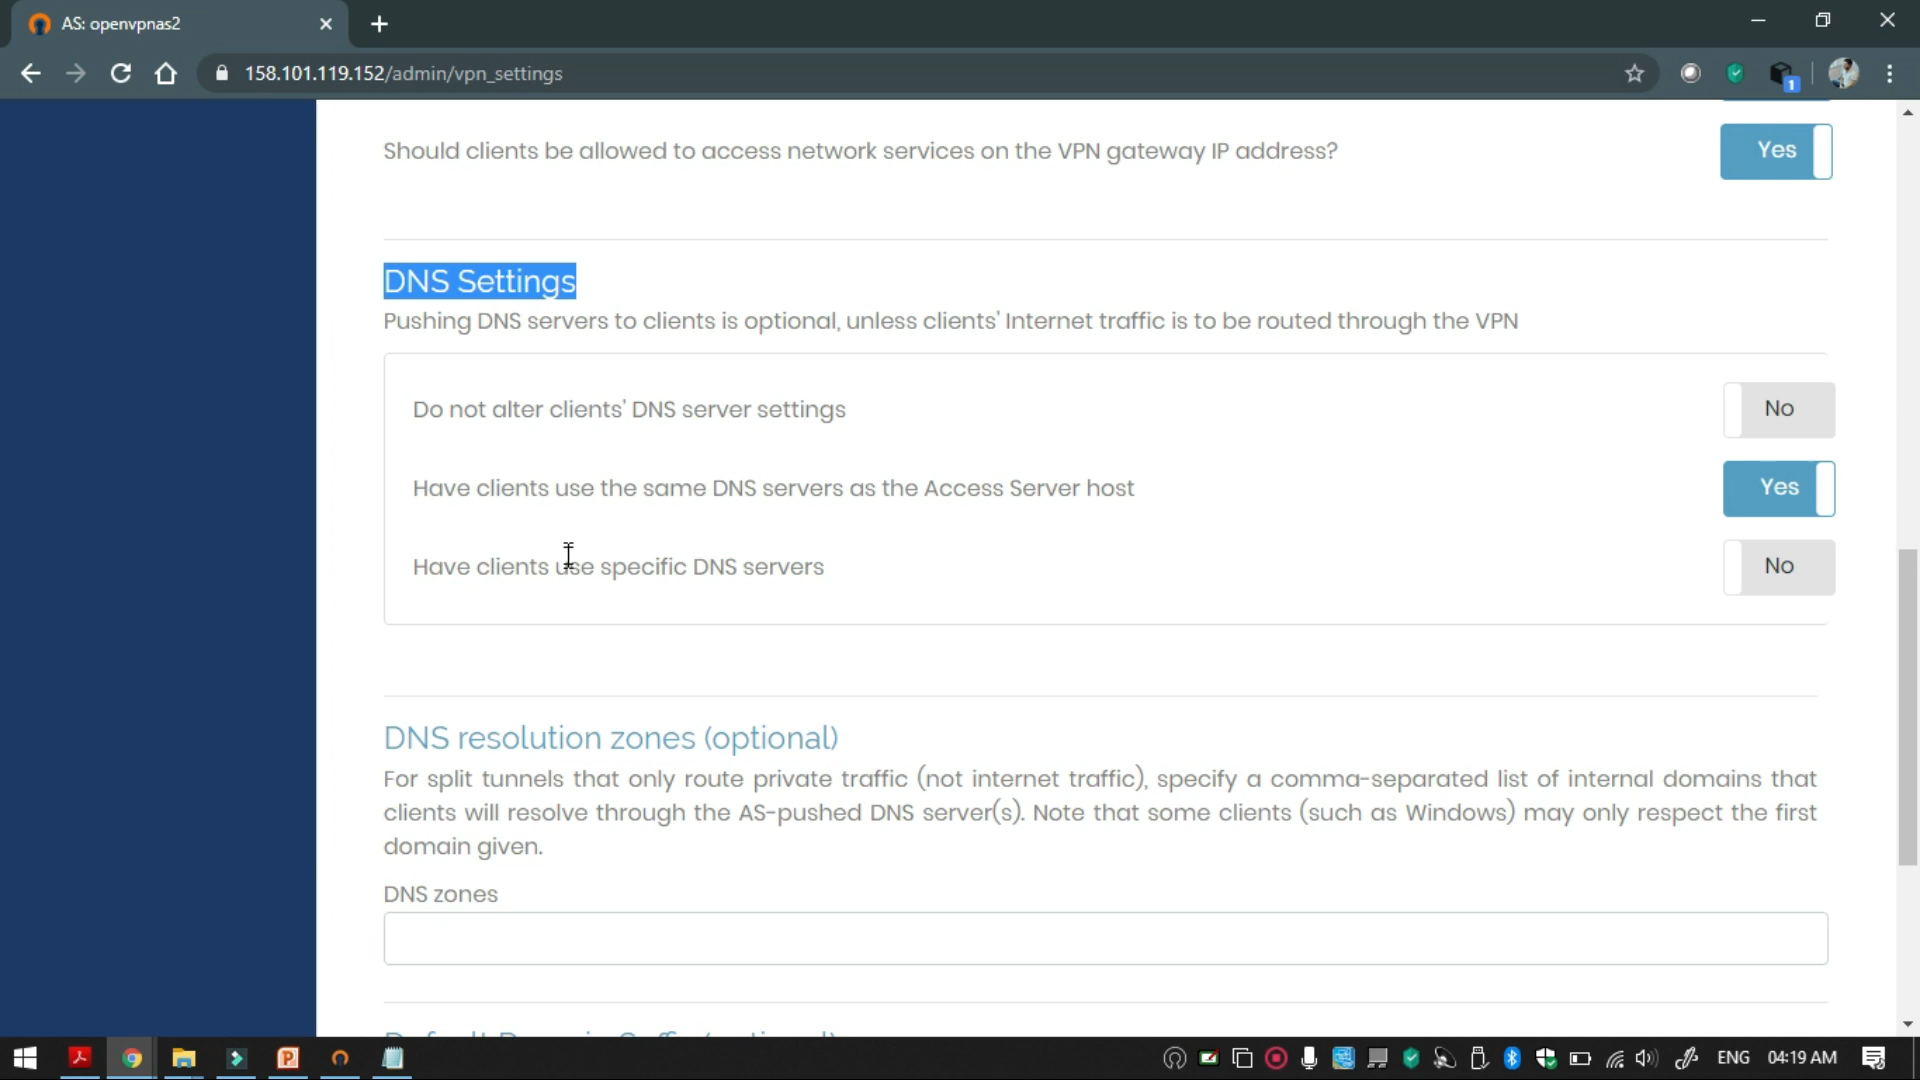 AS: openvpnas2
158.101.119.152/admin/vpn_settings
1
Should clients be allowed to access network services on the VPN gateway IP address?
Yes
DNS Settings
Pushing DNS servers to clients is optional, unless clients' Internet traffic is to be routed through the VPN
Do not alter clients' DNS server settings
No
Have clients use the same DNS servers as the Access Server host
Yes
Have clients use specific DNS servers
No
DNS resolution zones (optional)
For split tunnels that only route private traffic (not internet traffic), specify a comma-separated list of internal domains that
clients will resolve through the AS-pushed DNS server(s). Note that some clients (such as Windows) may only respect the first
domain given.
DNS zones
ENG
04:19 AM